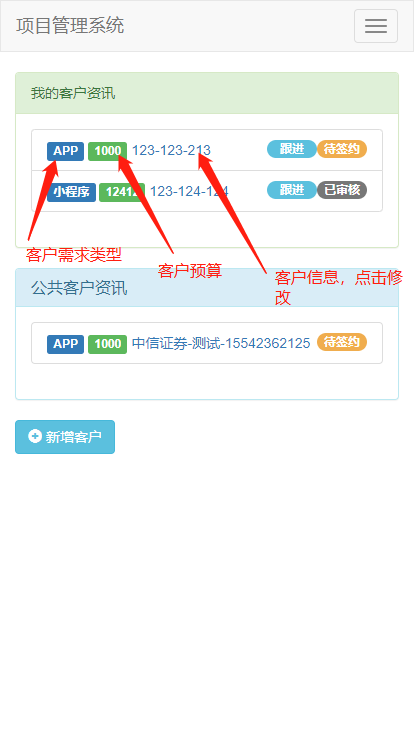 项目管理系统
我的客户资讯
APP 1000 123-123-213 跟进 待签约
小程序 12412 123-124-124 跟进 已审核
客户需求类型
客户预算
客户信息，点击修
改
公共客户资讯
APP 1000 中信证券-测试-15542362125 待签约
新增客户